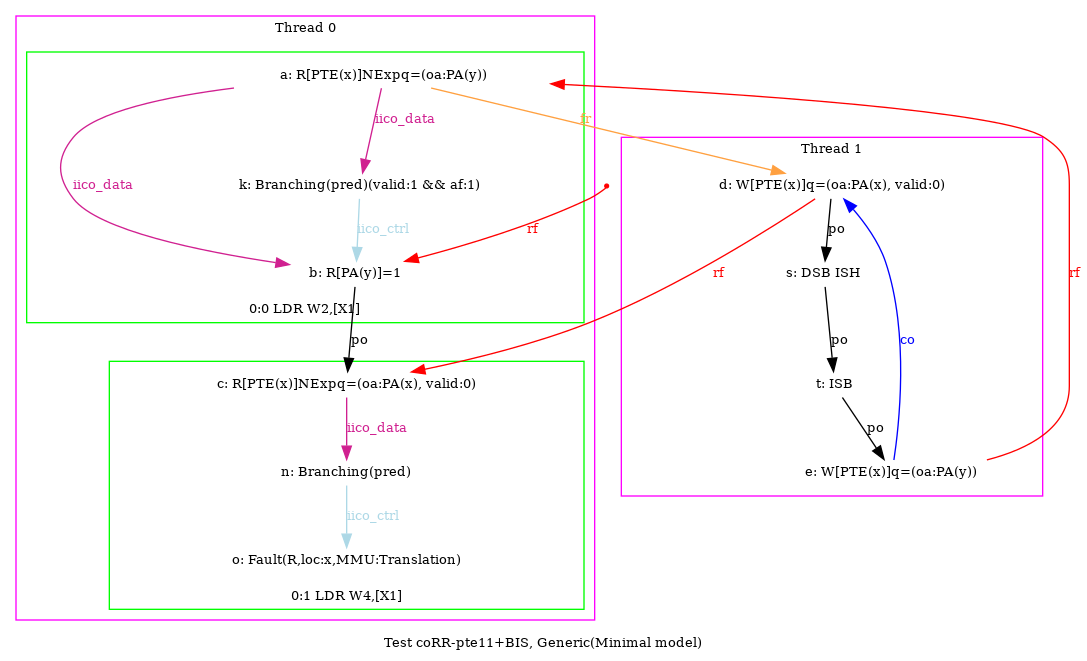 Thread 0
a: R[PTE(x)]NExpq=(oa:PA(y))
iico_data
fr
Thread 1
iico_data
k: Branching(pred)(valid:1 && af:1)
d: W[PTE(x)]q=(oa:PA(x), valid:0)
iico_ctrl
rf
po
b: R[PA(y)]=1
rf
s: DSB ISH
rf
0:0 LDR W2,[X1]
po
po
co
c: R[PTE(x)]NExpq=(oa:PA(x), valid:0)
t: ISB
iico_data
po
n: Branching(pred)
e: W[PTE(x)]q=(oa:PA(y))
iico_ctrl
o: Fault(R,loc:x,MMU:Translation)
0:1 LDR W4,[X1]
Test coRR-pte11+BIS, Generic(Minimal model)